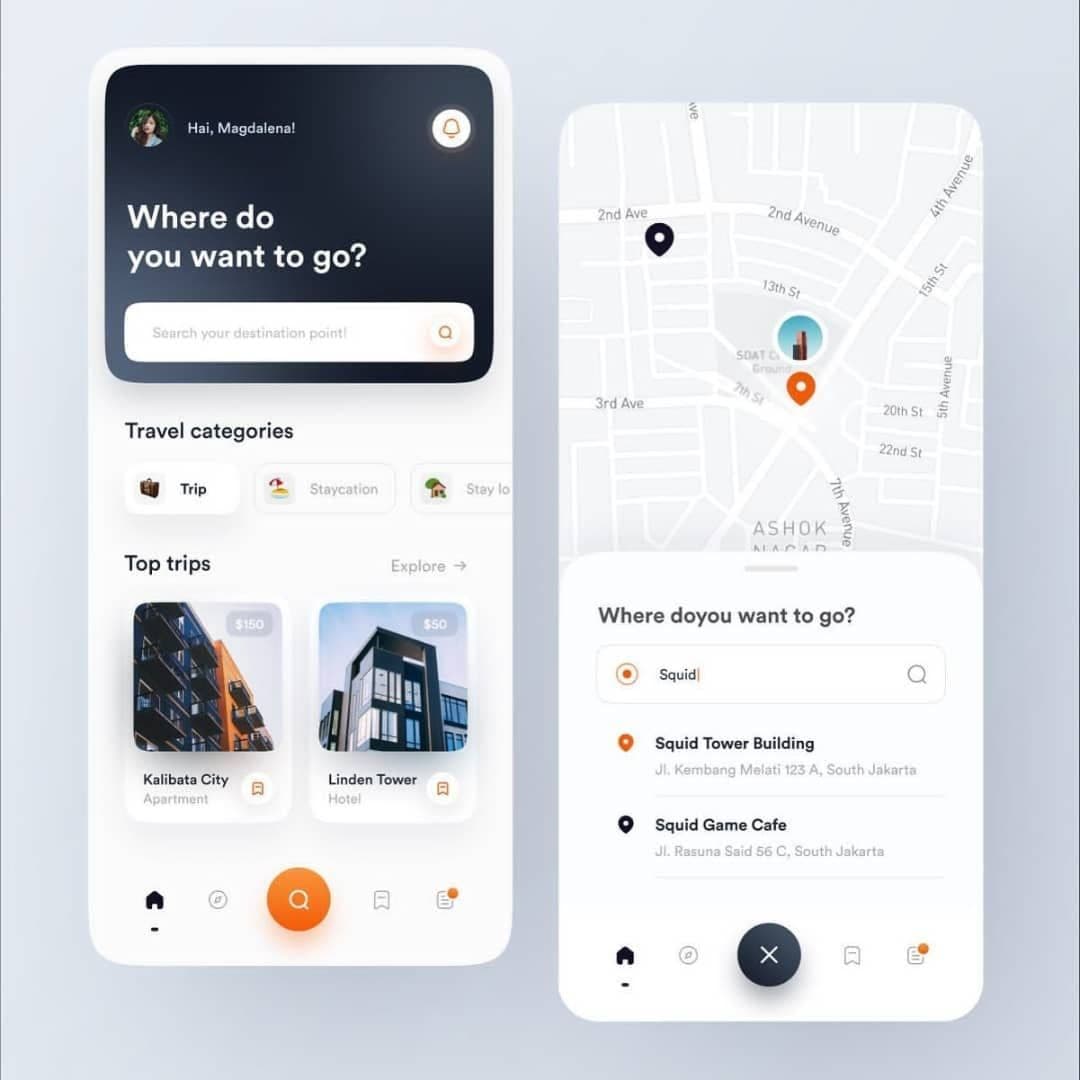 Hai, Magdalena!
Where do
you want to go?
Search your destination point!
Travel categories
Trip
Staycation
Stay lo
Top trips
Explore →
$150
$50
Kalibata City
Apartment
Linden Tower
Hotel
ve
4th Avenue
2nd Ave
2nd Avenue
15th St
13th St
SDAT C
Ground
7th St
3rd Ave
5th Avenue
20th St
22nd St
7th Avenue
ASHOK
NAGAR
Where doyou want to go?
Squid
Squid Tower Building
Jl. Kembang Melati 123 A, South Jakarta
Squid Game Cafe
Jl. Rasuna Said 56 C, South Jakarta